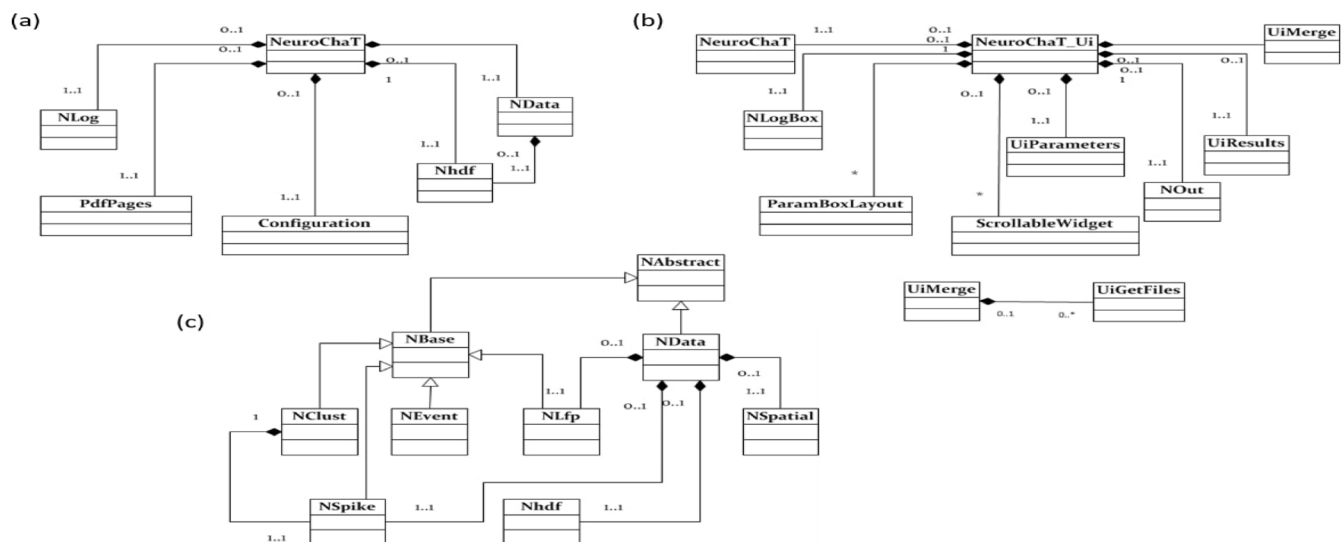 (a)
0..1
0..1
NeuroChaT
0..1
1
0..1
1..1
1..1
NLog
NData
0..1
1..1
1..1
Nhdf
1..1
PdfPages
1..1
Configuration
(b)
1..1
0..1
0..1
1
NeuroChaT
NeuroChaT_Ui
UiMerge
0..1
0..1
1
0..1
0..1
1..1
NLogBox
1..1
UiParameters
1..1
UiResults
*
1..1
ParamBoxLayout
NOut
*
ScrollableWidget
UiMerge
UiGetFiles
0..1
0..*
(c)
NAbstract
NBase
0..1
NData
0..1
1..1
1..1
1
0..1
0..1
NClust
NEvent
NLfp
NSpatial
NSpike
1..1
Nhdf
1..1
1..1